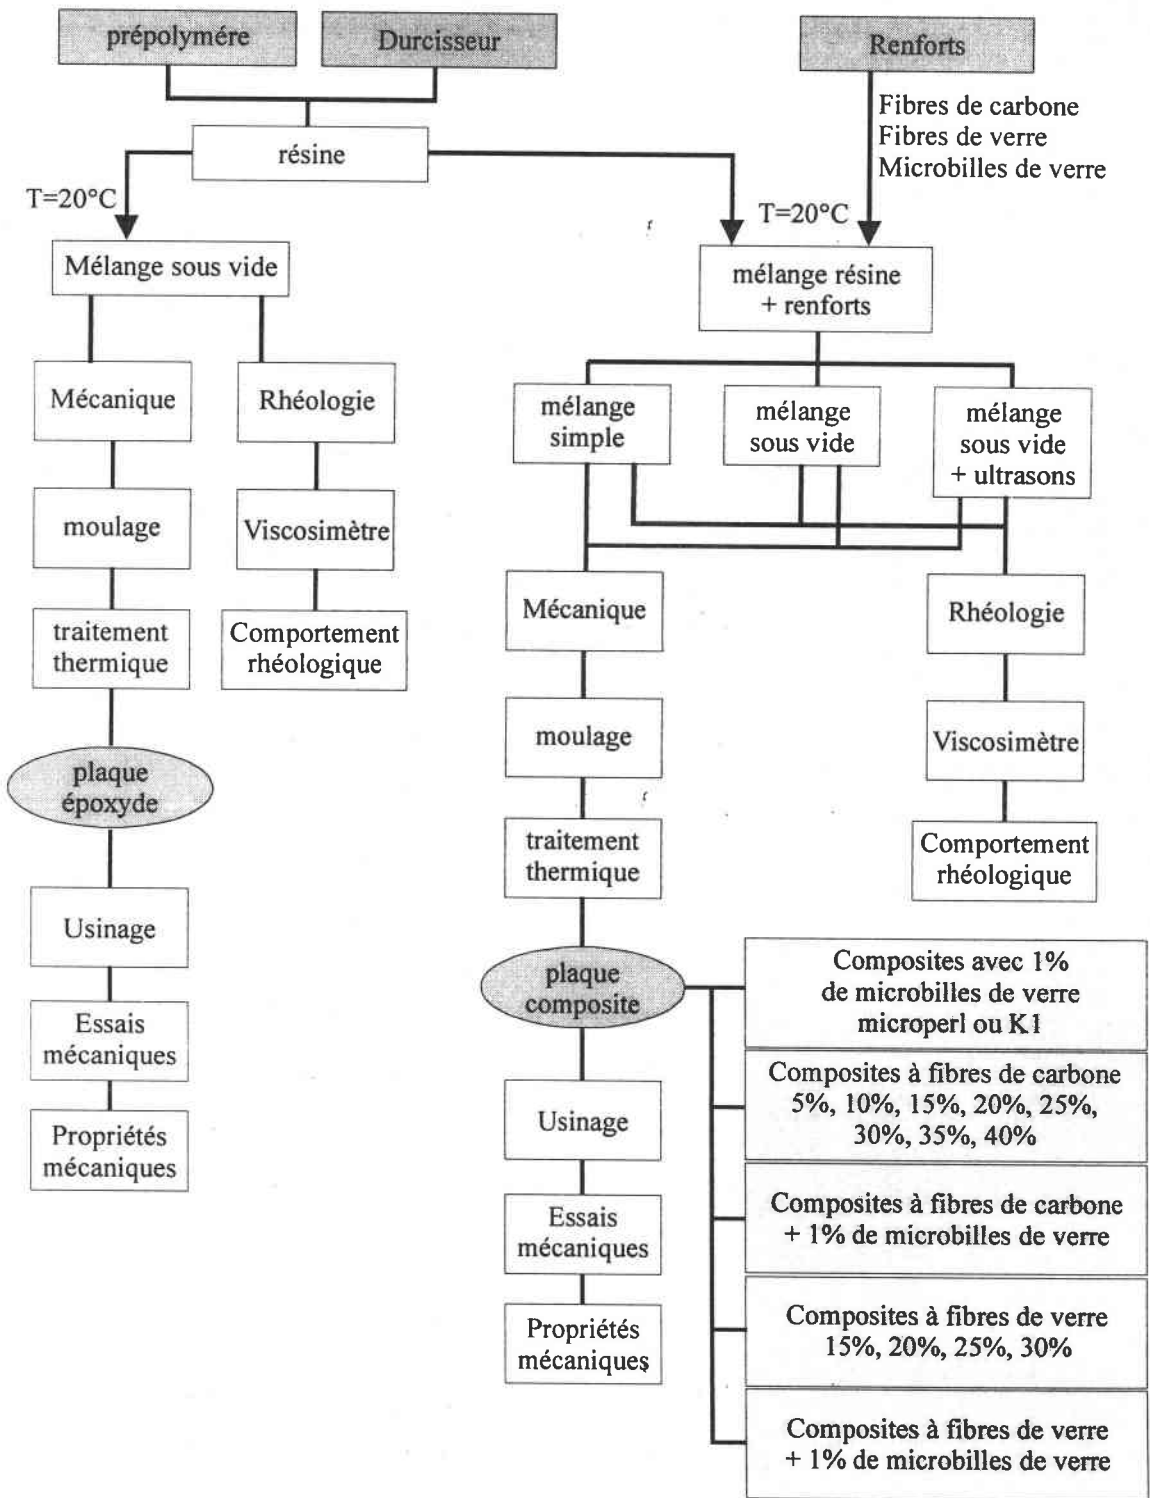 prépolymére
Durcisseur
Renforts
Fibres de carbone
Fibres de verre
Microbilles de verre
résine
T=20°C
T=20°C
Mélange sous vide
mélange résine
+ renforts
Mécanique
Rhéologie
mélange
simple
mélange
sous vide
mélange
sous vide
+ ultrasons
moulage
Viscosimètre
traitement
thermique
Comportement
rhéologique
Mécanique
Rhéologie
plaque
époxyde
moulage
Viscosimètre
traitement
thermique
Comportement
rhéologique
Usinage
Essais
mécaniques
Propriétés
mécaniques
plaque
composite
Composites avec 1%
de microbilles de verre
microperl ou K1
Composites à fibres de carbone
5%, 10%, 15%, 20%, 25%,
30%, 35%, 40%
Usinage
Composites à fibres de carbone
+ 1% de microbilles de verre
Essais
mécaniques
Composites à fibres de verre
15%, 20%, 25%, 30%
Propriétés
mécaniques
Composites à fibres de verre
+ 1% de microbilles de verre